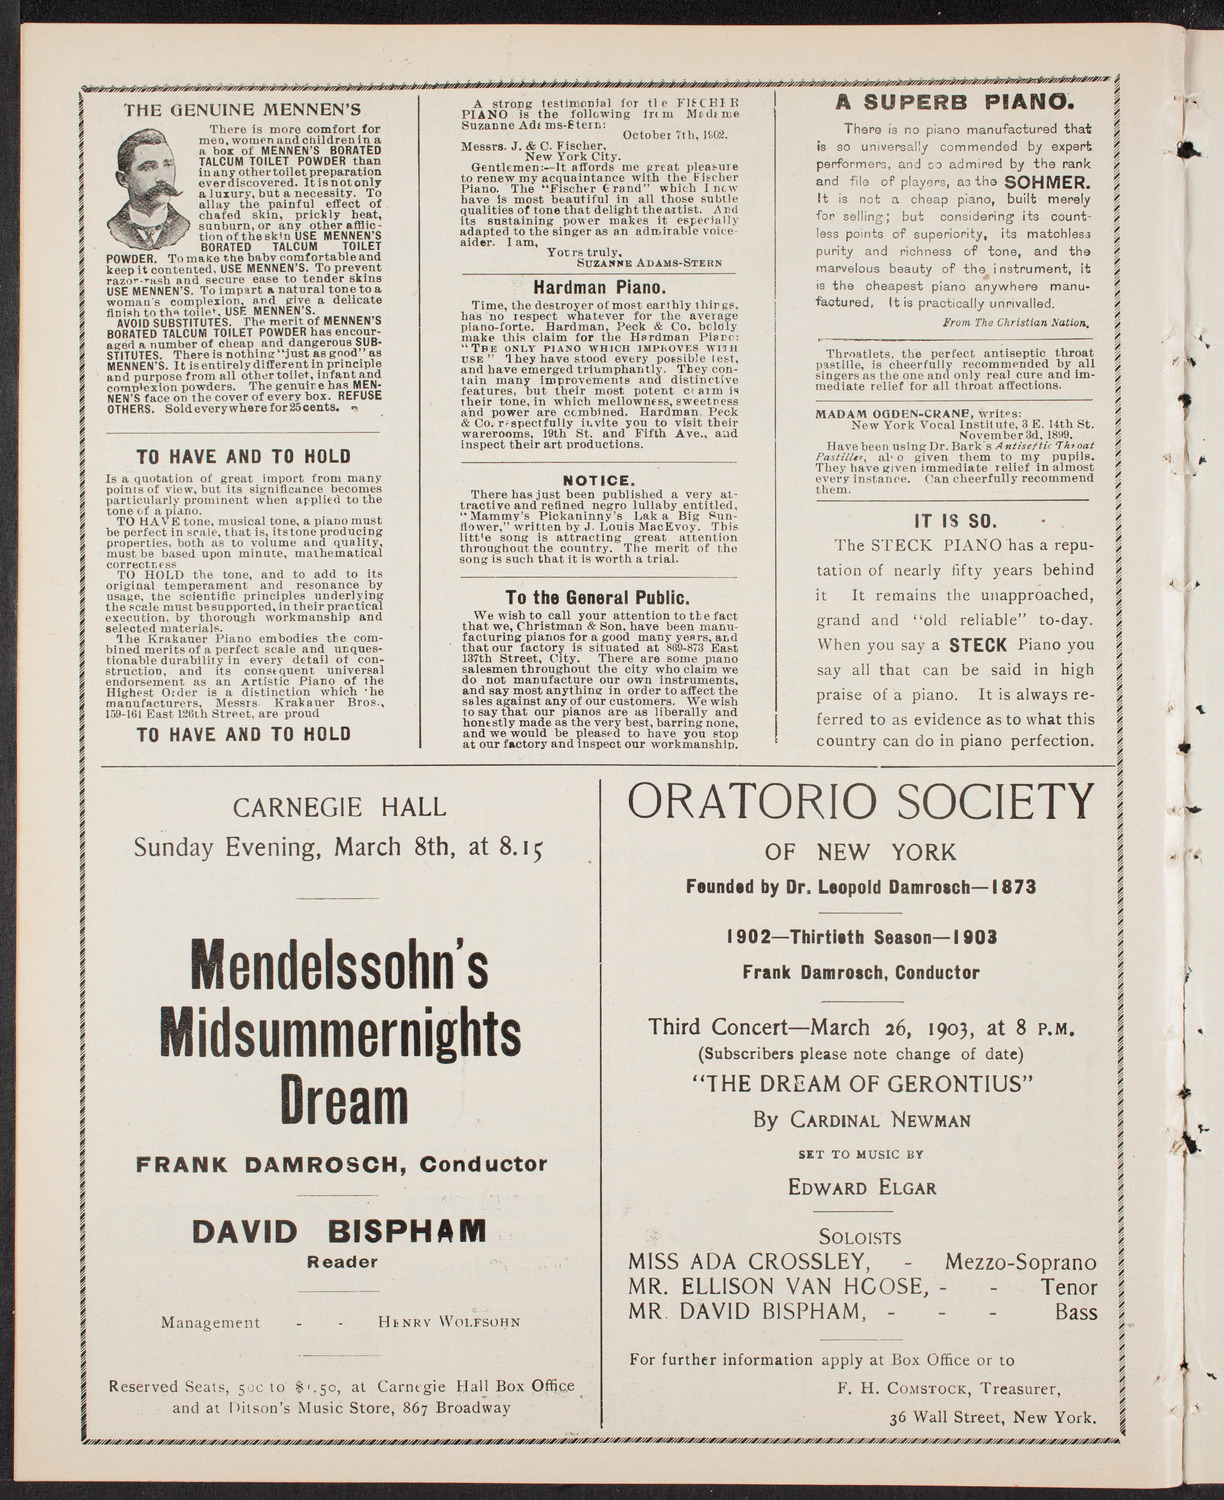 THE GENUINE MENNEN'S
There is more comfort for
men, women and children in a
a box of MENNEN'S BORATED
TALCUM TOILET POWDER than
in any other toilet preparation
ever discovered. It is not only
a luxury, but a necessity. To
allay the painful effect of
chafed skin, prickly heat,
sunburn, or any other afflic-
tion of the skin USE MENNEN'S
BORATED TALCUM TOILET
POWDER. To make the baby comfortable and
keep it contented, USE MENNEN'S. To prevent
razor-rash and secure ease to tender skins
USE MENNEN'S. To impart a natural tone to a
woman's complexion, and give a delicate
finish to the toilet, USE MENNEN'S.
AVOID SUBSTITUTES. The merit of MENNEN'S
BORATED TALCUM TOILET POWDER has encour-
aged a number of cheap and dangerous SUB-
STITUTES. There is nothing "just as good" as
MENNEN'S. It is entirely different in principle
and purpose from all other toilet, infant and
complexion powders. The genuine has MEN-
NEN'S face on the cover of every box. REFUSE
OTHERS. Sold everywhere for 25 cents.
TO HAVE AND TO HOLD
Is a quotation of great import from many
points of view, but its significance becomes
particularly prominent when applied to the
tone of a piano.
TO HAVE tone, musical tone, a piano must
be perfect in scale, that is, its tone producing
properties, both as to volume and quality,
must be based upon minute, mathematical
correctness
TO HOLD the tone, and to add to its
original temperament and resonance by
usage, the scientific principles underlying
the scale must be supported, in their practical
execution, by thorough workmanship and
selected materials.
The Krakauer Piano embodies the com-
bined merits of a perfect scale and unques-
tionable durability in every detail of con-
struction, and its consequent universal
endorsement as an Artistic Piano of the
Highest Order is a distinction which the
manufacturers, Messrs. Krakauer Bros.,
159-161 East 126th Street, are proud
TO HAVE AND TO HOLD
A strong testimonial for the FISCHER
PIANO is the following from Madame
Suzanne Adams-Stern:
October 7th, 1902.
Messrs. J. & C. Fischer,
New York City.
Gentlemen:—It affords me great pleasure
to renew my acquaintance with the Fischer
Piano. The "Fischer Grand" which I now
have is most beautiful in all those subtle
qualities of tone that delight the artist. And
its sustaining power makes it especially
adapted to the singer as an admirable voice-
aider. I am,
Yours truly,
SUZANNE ADAMS-STERN
Hardman Piano.
Time, the destroyer of most earthly things,
has no respect whatever for the average
piano-forte. Hardman, Peck & Co. boldly
make this claim for the Hardman Piano:
"THE ONLY PIANO WHICH IMPROVES WITH
USE" They have stood every possible test,
and have emerged triumphantly. They con-
tain many improvements and distinctive
features, but their most potent claim is
their tone, in which mellowness, sweetness
and power are combined. Hardman, Peck
& Co. respectfully invite you to visit their
warerooms, 19th St. and Fifth Ave., and
inspect their art productions.
NOTICE.
There has just been published a very at-
tractive and refined negro lullaby entitled,
"Mammy's Pickaninny's Lak a Big Sun-
flower," written by J. Louis MacEvoy. This
little song is attracting great attention
throughout the country. The merit of the
song is such that it is worth a trial.
To the General Public.
We wish to call your attention to the fact
that we, Christman & Son, have been manu-
facturing pianos for a good many years, and
that our factory is situated at 869-873 East
137th Street, City. There are some piano
salesmen throughout the city who claim we
do not manufacture our own instruments,
and say most anything in order to affect the
sales against any of our customers. We wish
to say that our pianos are as liberally and
honestly made as the very best, barring none,
and we would be pleased to have you stop
at our factory and inspect our workmanship.
A SUPERB PIANO.
There is no piano manufactured that
is so universally commended by expert
performers, and so admired by the rank
and file of players, as the SOHMER.
It is not a cheap piano, built merely
for selling; but considering its count-
less points of superiority, its matchless
purity and richness of tone, and the
marvelous beauty of the instrument, it
is the cheapest piano anywhere manu-
factured, It is practically unrivalled.
From The Christian Nation,
Throatlets, the perfect antiseptic throat
pastille, is cheerfully recommended by all
singers as the one and only real cure and im-
mediate relief for all throat affections.
MADAM OGDEN-CRANE, writes:
New York Vocal Institute, 3 E. 14th St.
November 3d, 1899.
Have been using Dr. Bark's Antiseptic Throat
Pastilles, also given them to my pupils.
They have given immediate relief in almost
every instance. Can cheerfully recommend
them.
IT IS SO.
The STECK PIANO has a repu-
tation of nearly fifty years behind
it It remains the unapproached,
grand and "old reliable" to-day.
When you say a STECK Piano you
say all that can be said in high
praise of a piano. It is always re-
ferred to as evidence as to what this
country can do in piano perfection.
CARNEGIE HALL
Sunday Evening, March 8th, at 8.15
Mendelssohn's
Midsummernights
Dream
FRANK DAMROSCH, Conductor
DAVID BISPHAM
Reader
Management - - HENRY WOLFSOHN
Reserved Seats, 50c to $1.50, at Carnegie Hall Box Office
and at Ditson's Music Store, 867 Broadway
ORATORIO SOCIETY
OF NEW YORK
Founded by Dr. Leopold Damrosch—1873
1902—Thirtieth Season—1903
Frank Damrosch, Conductor
Third Concert—March 26, 1903, at 8 P.M.
(Subscribers please note change of date)
"THE DREAM OF GERONTIUS"
By CARDINAL NEWMAN
SET TO MUSIC BY
EDWARD ELGAR
SOLOISTS
MISS ADA CROSSLEY, - Mezzo-Soprano
MR. ELLISON VAN HOOSE, - - Tenor
MR. DAVID BISPHAM, - - - Bass
For further information apply at Box Office or to
F. H. COMSTOCK, Treasurer,
36 Wall Street, New York.